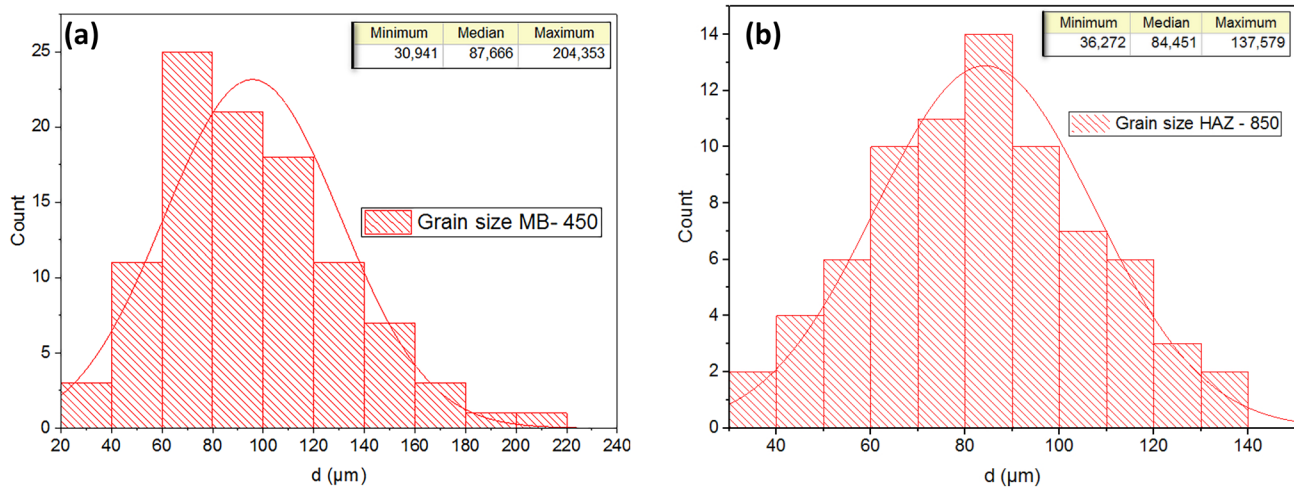 (a)
Minimum Median Maximum
30,941 87,666 204,353
25
20
15
10
5
0
Count
Grain size MB- 450
20 40 60 80 100 120 140 160 180 200 220 240
d (µm)
(b)
Minimum Median Maximum
36,272 84,451 137,579
14
12
10
8
6
4
2
0
Count
Grain size HAZ - 850
40 60 80 100 120 140
d (µm)